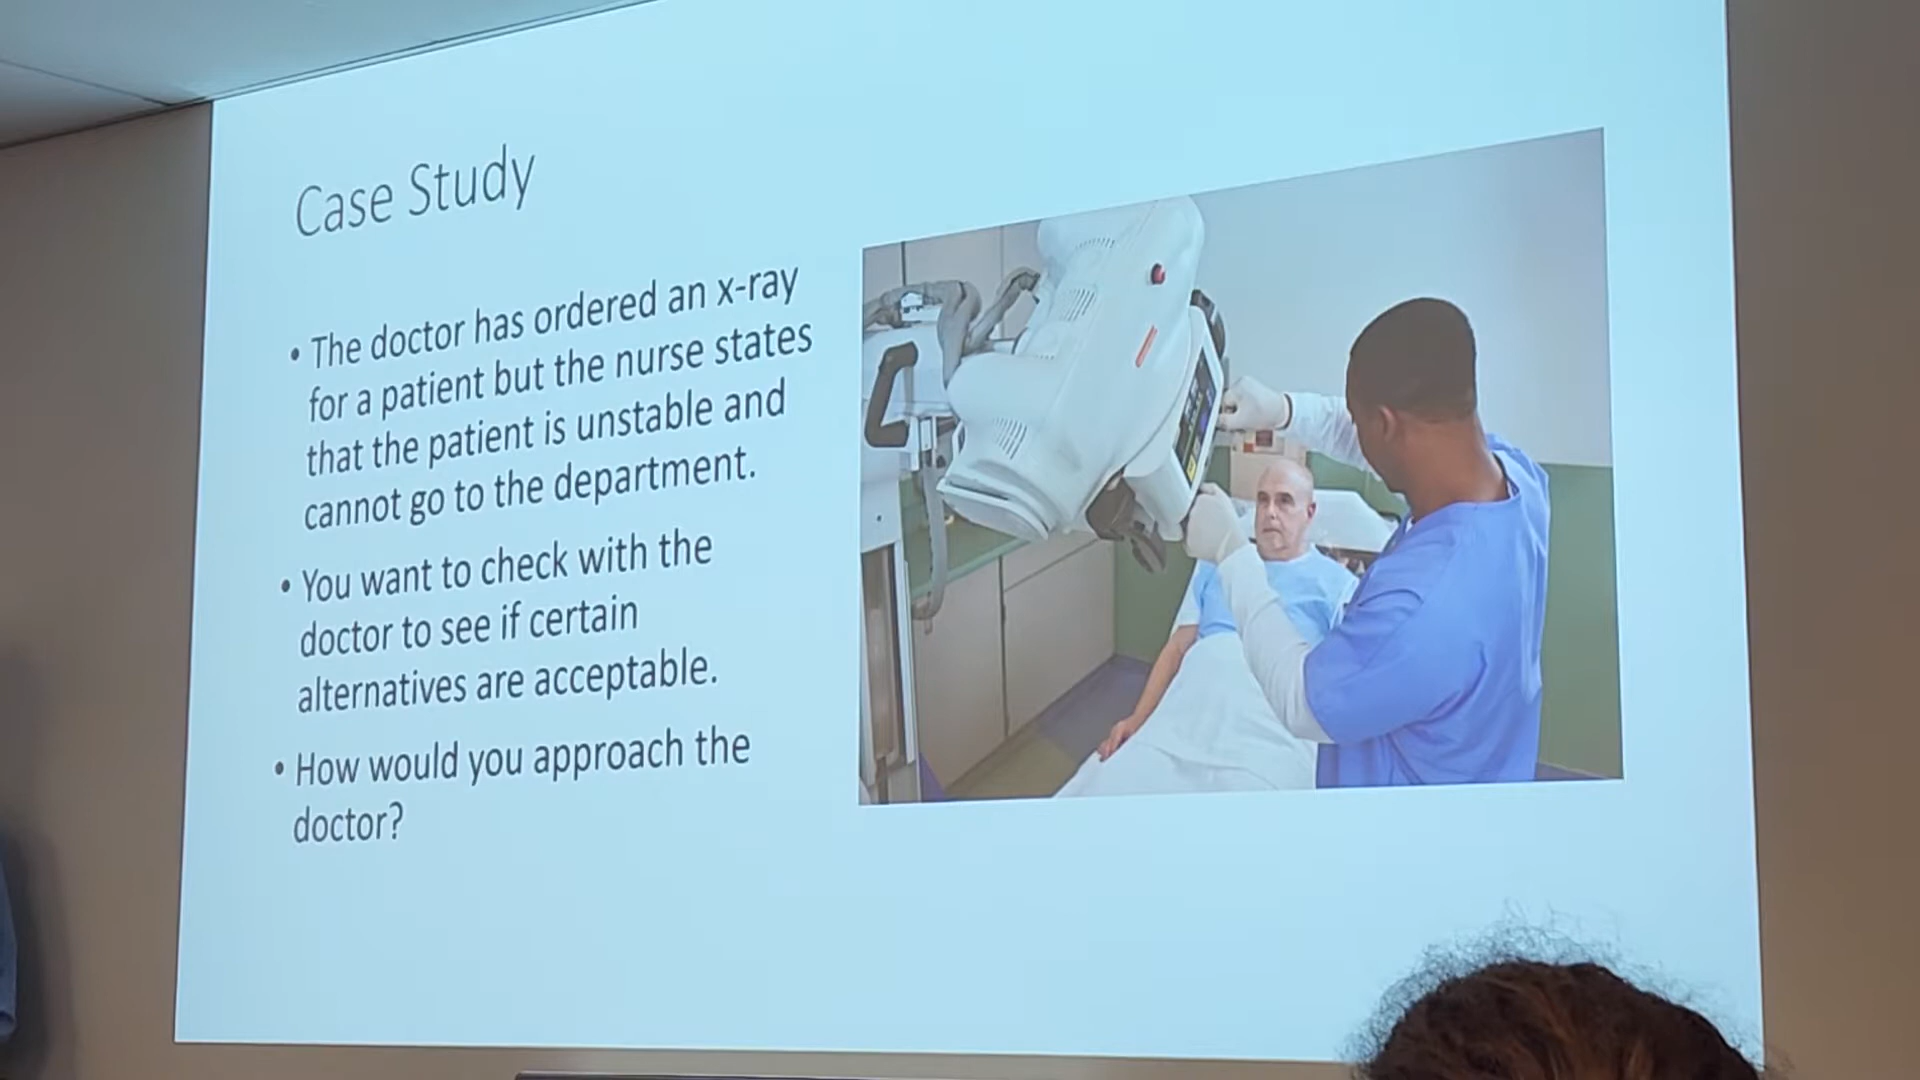 Case Study
• The doctor has ordered an x-ray
for a patient but the nurse states
that the patient is unstable and
cannot go to the department.
• You want to check with the
doctor to see if certain
alternatives are acceptable.
• How would you approach the
doctor?